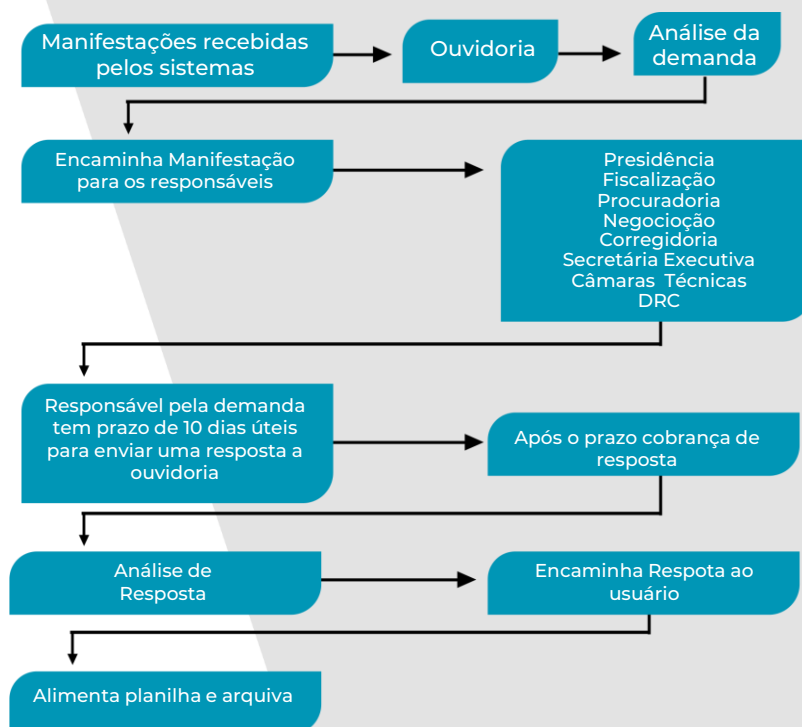 Manifestações recebidas
pelos sistemas
Ouvidoria
Análise da
demanda
Encaminha Manifestação
para os responsáveis
Presidência
Fiscalização
Procuradoria
Negocioção
Corregidoria
Secretária Executiva
Câmaras Técnicas
DRC
Responsável pela demanda
tem prazo de 10 dias úteis
para enviar uma resposta a
ouvidoria
Após o prazo cobrança de
resposta
Análise de
Resposta
Encaminha Respota ao
usuário
Alimenta planilha e arquiva